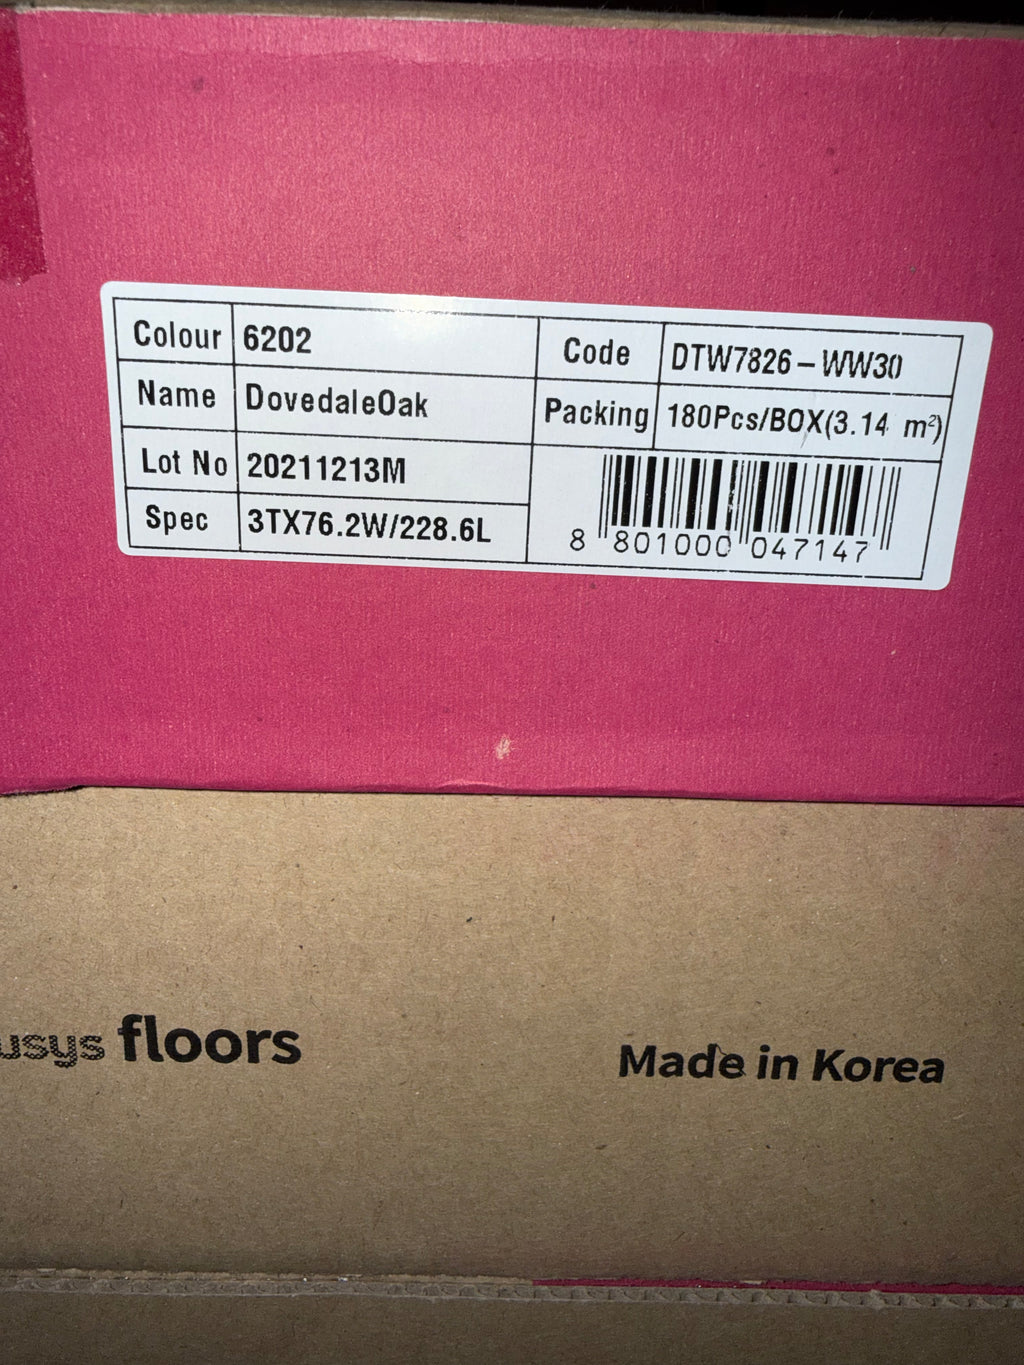 Colour 6202 Code DTW7826-WW30
Name DovedaleOak Packing 180Pcs/BOX(3.14 m²)
Lot No 20211213M
Spec 3TX76.2W/228.6L
8 801000 047147
usys floors
Made in Korea